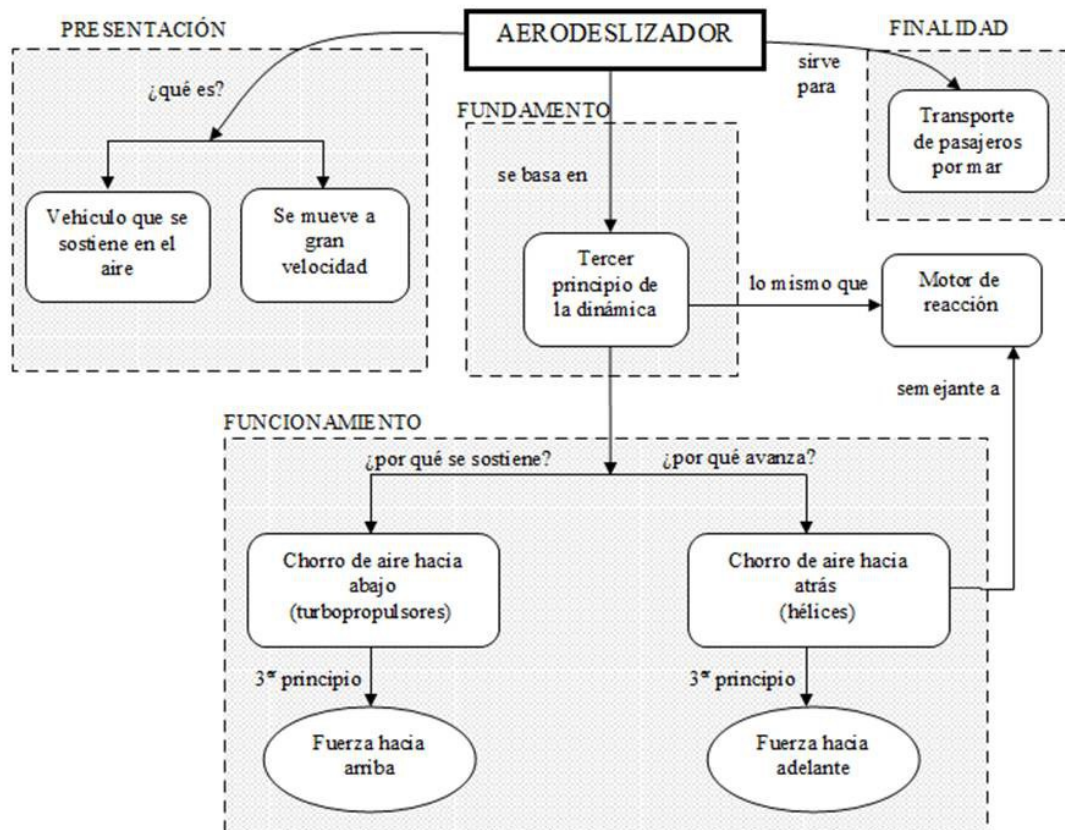 PRESENTACIÓN
AERODESLIZADOR
FINALIDAD
¿qué es?
sirve
para
FUNDAMENTO
Transporte
de pasajeros
por mar
se basa en
Vehículo que se
sostiene en el
aire
Se mueve a
gran
velocidad
Tercer
principio de
la dinámica
lo mismo que
Motor de
reacción
semejante a
FUNCIONAMIENTO
¿por qué se sostiene?
¿por qué avanza?
Chorro de aire hacia
abajo
(turbopropulsores)
Chorro de aire hacia
atrás
(hélices)
3er principio
3er principio
Fuerza hacia
arriba
Fuerza hacia
adelante